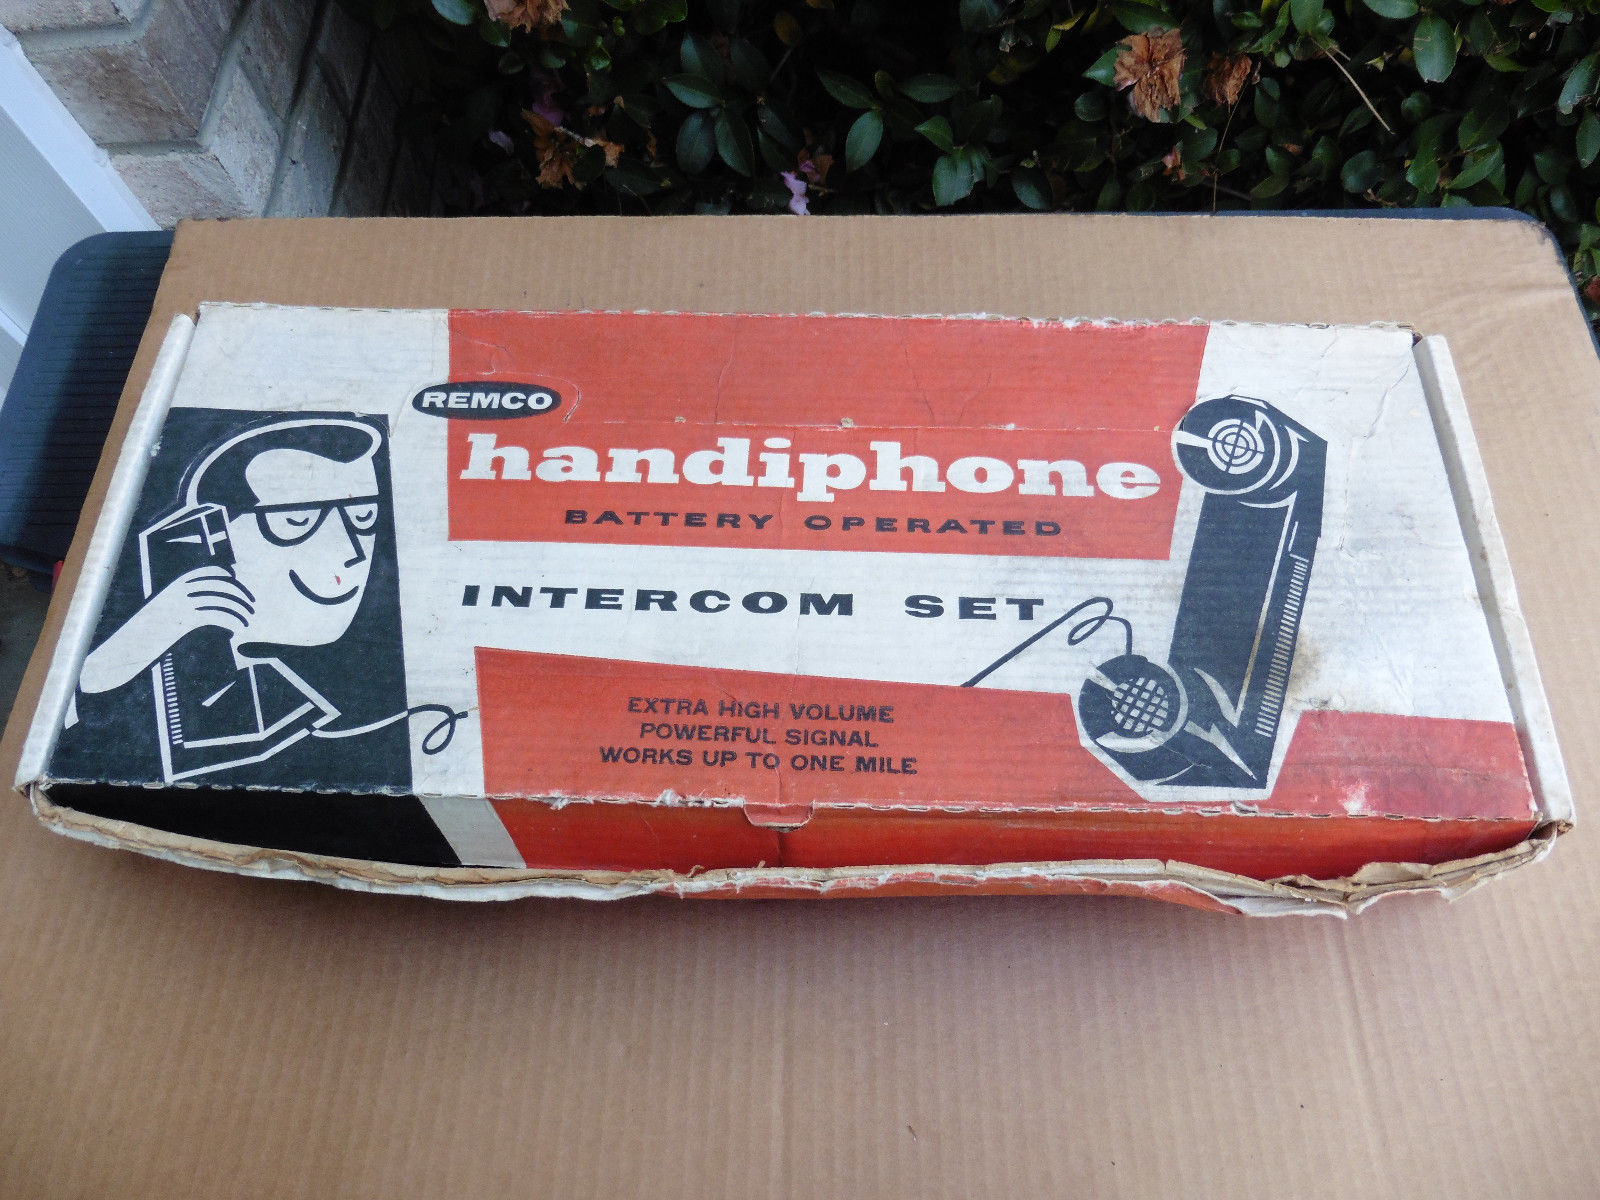 REMCO
handiphone
BATTERY OPERATED
INTERCOM SET
EXTRA HIGH VOLUME
POWERFUL SIGNAL
WORKS UP TO ONE MILE